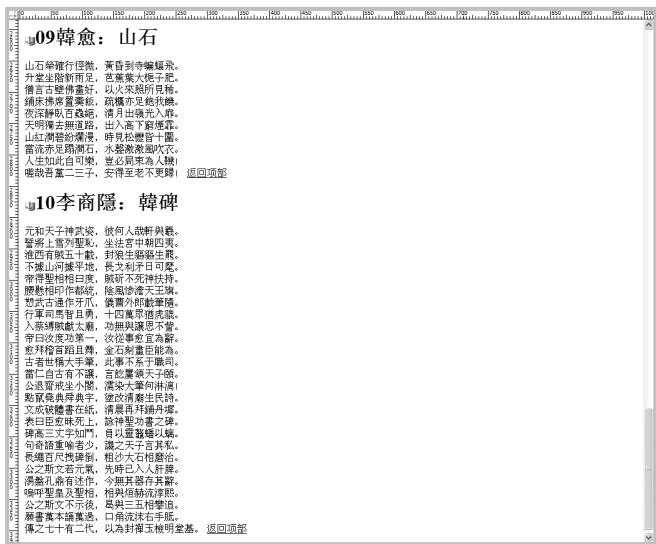 0 50 100 150 200 250 300 350 400 450 500 550 600 650 700 750 800 850 900 950 100
09韓愈：山石
山石犖确行徑微，黃昏到寺蝙蝠飛。
升堂坐階新雨足，芭蕉葉大梔子肥。
僧言古壁佛畫好，以火來照所見稀。
鋪床拂席置羹飯，疏糲亦足飽我饑。
夜深靜臥百蟲絕，清月出嶺光入扉。
天明獨去無道路，出入高下窮煙霏。
山紅澗碧紛爛漫，時見松櫪皆十圍。
當流赤足蹋澗石，水聲激激風吹衣。
人生如此自可樂，豈必局束為人鞿
嗟哉吾黨二三子，安得至老不更歸 返回顶部
10李商隱：韓碑
元和天子神武姿，彼何人哉軒與羲。
誓將上雪列聖恥，坐法宮中朝四夷。
淮西有賊五十載，封狼生貙貙生羆。
不據山河據平地，長戈利矛日可麾。
帝得聖相相曰度，賊斫不死神扶持。
腰懸相印作都統，陰風慘澹天王旗。
愬武古通作牙爪，儀曹外郎載筆隨。
行軍司馬智且勇，十四萬眾猶虎貔。
入蔡縛賊獻太廟，功無與讓恩不訾。
帝曰汝度功第一，汝從事愈宜為辭。
愈拜稽首蹈且舞，金石刻畫臣能為。
古者世稱大手筆，此事不系于職司。
當仁自古有不讓，言訖屢頷天子頤。
公退齋戒坐小閣，濡染大筆何淋漓
點竄堯典舜典字，塗改清廟生民詩。
文成破體書在紙，清晨再拜鋪丹墀。
表曰臣愈昧死上，詠神聖功書之碑。
碑高三丈字如鬥，負以靈鼇蟠以螭。
句奇語重喻者少，讒之天子言其私。
長繩百尺拽碑倒，粗沙大石相磨治。
公之斯文若元氣，先時已入人肝脾。
湯盤孔鼎有述作，今無其器存其辭。
嗚呼聖皇及聖相，相與烜赫流淳熙。
公之斯文不示後，曷與三五相攀追。
願書萬本誦萬過，口角流沫右手胝。
傳之七十有二代，以為封禪玉檢明堂基。 返回顶部